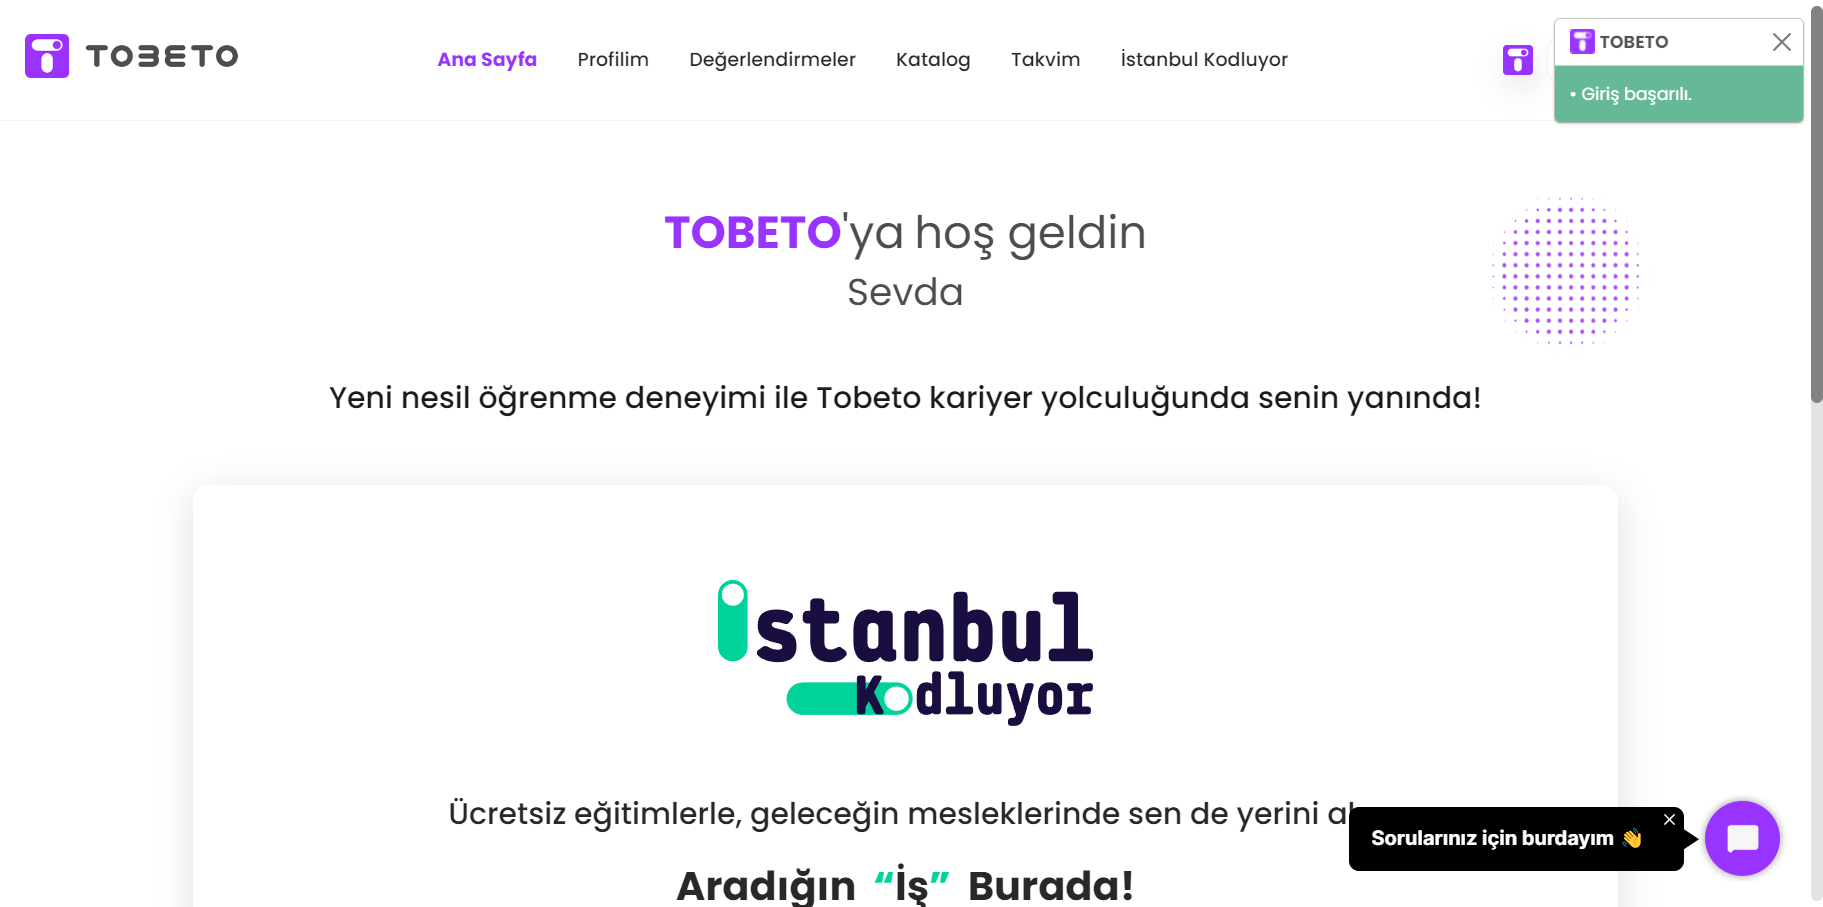 TOBETO
Ana Sayfa
Profilim
Değerlendirmeler
Katalog
Takvim
İstanbul Kodluyor
TOBETO
• Giriş başarılı.
TOBETO'ya hoş geldin
Sevda
Yeni nesil öğrenme deneyimi ile Tobeto kariyer yolculuğunda senin yanında!
istanbul
Kodluyor
Ücretsiz eğitimlerle, geleceğin mesleklerinde sen de yerini
Sorularınız için burdayım 👋
Aradığın “İş” Burada!